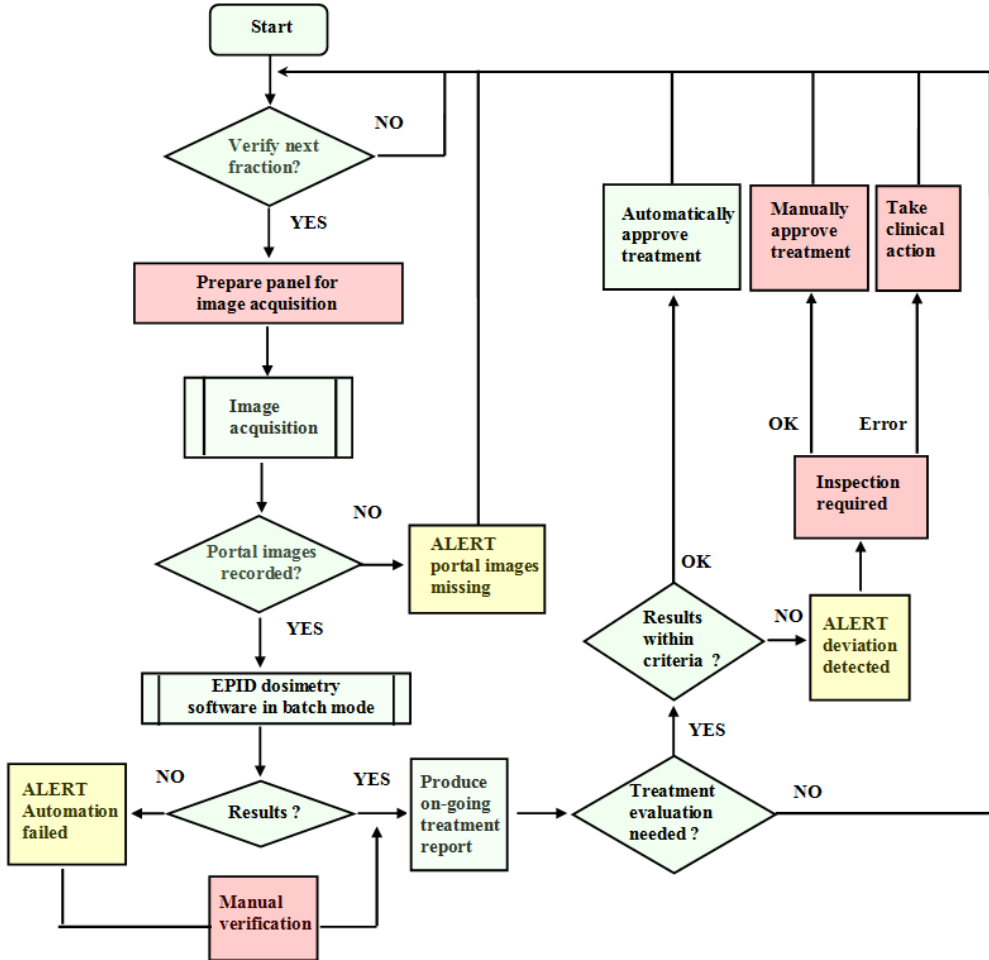 Start
Verify next
fraction?
NO
YES
Prepare panel for
image acquisition
Image
acquisition
Portal images
recorded?
NO
ALERT
portal images
missing
YES
EPID dosimetry
software in batch mode
Results ?
NO
ALERT
Automation
failed
Manual
verification
YES
Produce
on-going
treatment
report
Treatment
evaluation
needed ?
NO
YES
Results
within
criteria ?
OK
Automatically
approve
treatment
NO
ALERT
deviation
detected
Inspection
required
OK
Manually
approve
treatment
Error
Take
clinical
action